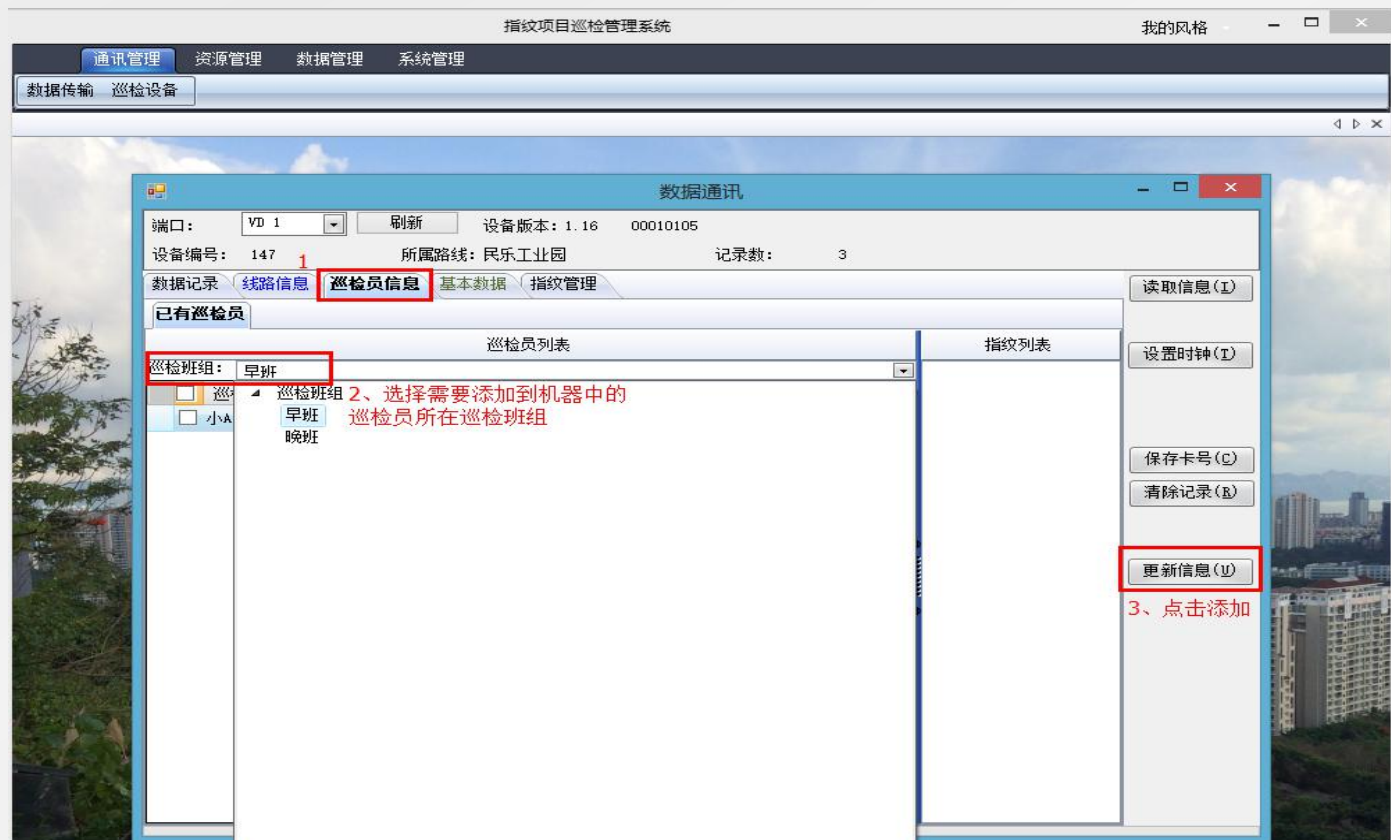 指纹项目巡检管理系统 我的风格
通讯管理 资源管理 数据管理 系统管理
数据传输 巡检设备
数据通讯
端口: VD 1 刷新 设备版本: 1.16 00010105
设备编号: 147 所属路线: 民乐工业园 记录数: 3
1
数据记录 线路信息 巡检员信息 基本数据 指纹管理 读取信息(I)
已有巡检员
巡检员列表 指纹列表
设置时钟(T)
巡检班组: 早班
巡检班组 2、选择需要添加到机器中的
小A 早班 巡检员所在巡检班组
晚班
保存卡号(C)
清除记录(R)
更新信息(U)
3、点击添加